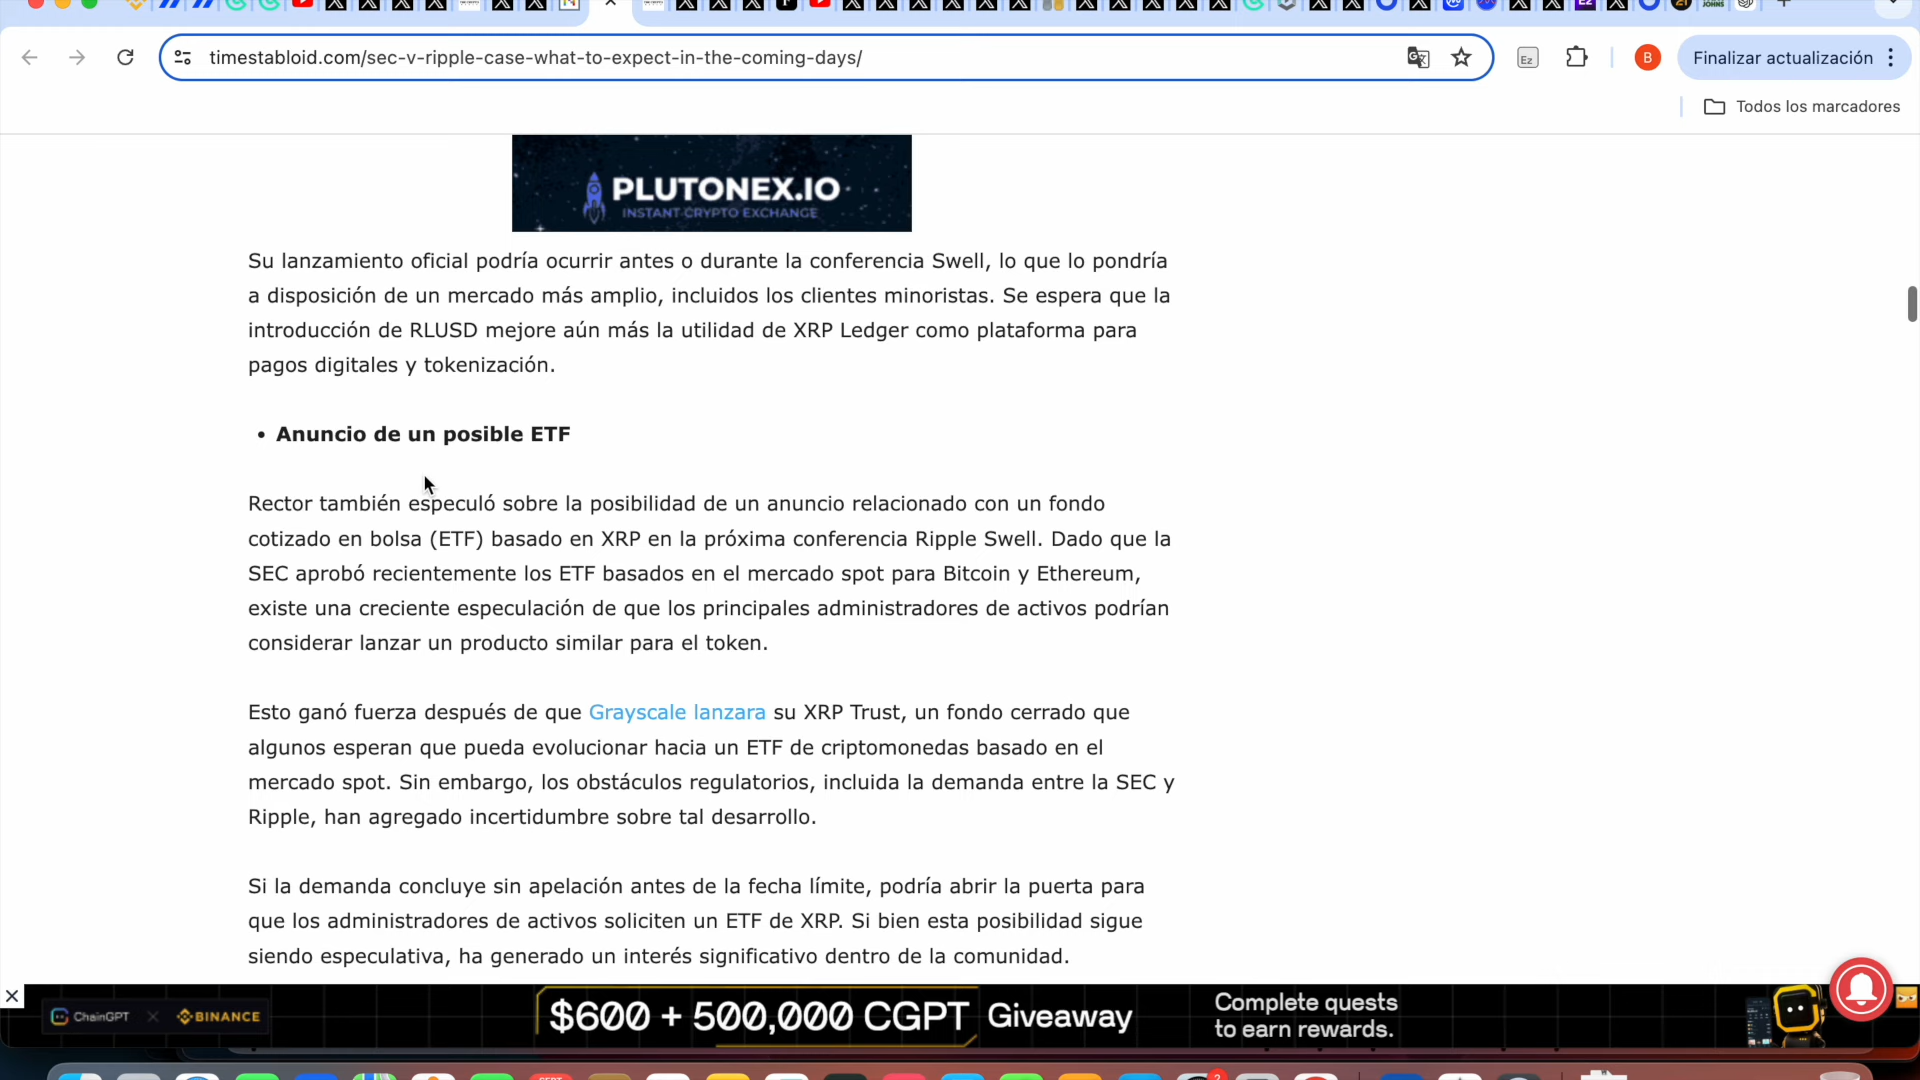 timestabloid.com/sec-v-ripple-case-what-to-expect-in-the-coming-days/
Ez
B
Finalizar actualización
Todos los marcadores
PLUTONEX.IO
INSTANT CRYPTO EXCHANGE
Su lanzamiento oficial podría ocurrir antes o durante la conferencia Swell, lo que lo pondría
a disposición de un mercado más amplio, incluidos los clientes minoristas. Se espera que la
introducción de RLUSD mejore aún más la utilidad de XRP Ledger como plataforma para
pagos digitales y tokenización.
• Anuncio de un posible ETF
Rector también especuló sobre la posibilidad de un anuncio relacionado con un fondo
cotizado en bolsa (ETF) basado en XRP en la próxima conferencia Ripple Swell. Dado que la
SEC aprobó recientemente los ETF basados en el mercado spot para Bitcoin y Ethereum,
existe una creciente especulación de que los principales administradores de activos podrían
considerar lanzar un producto similar para el token.
Esto ganó fuerza después de que Grayscale lanzara su XRP Trust, un fondo cerrado que
algunos esperan que pueda evolucionar hacia un ETF de criptomonedas basado en el
mercado spot. Sin embargo, los obstáculos regulatorios, incluida la demanda entre la SEC y
Ripple, han agregado incertidumbre sobre tal desarrollo.
Si la demanda concluye sin apelación antes de la fecha límite, podría abrir la puerta para
que los administradores de activos soliciten un ETF de XRP. Si bien esta posibilidad sigue
siendo especulativa, ha generado un interés significativo dentro de la comunidad.
ChainGPT × BINANCE
$600 + 500,000 CGPT Giveaway
Complete quests
to earn rewards.
SEPT
2